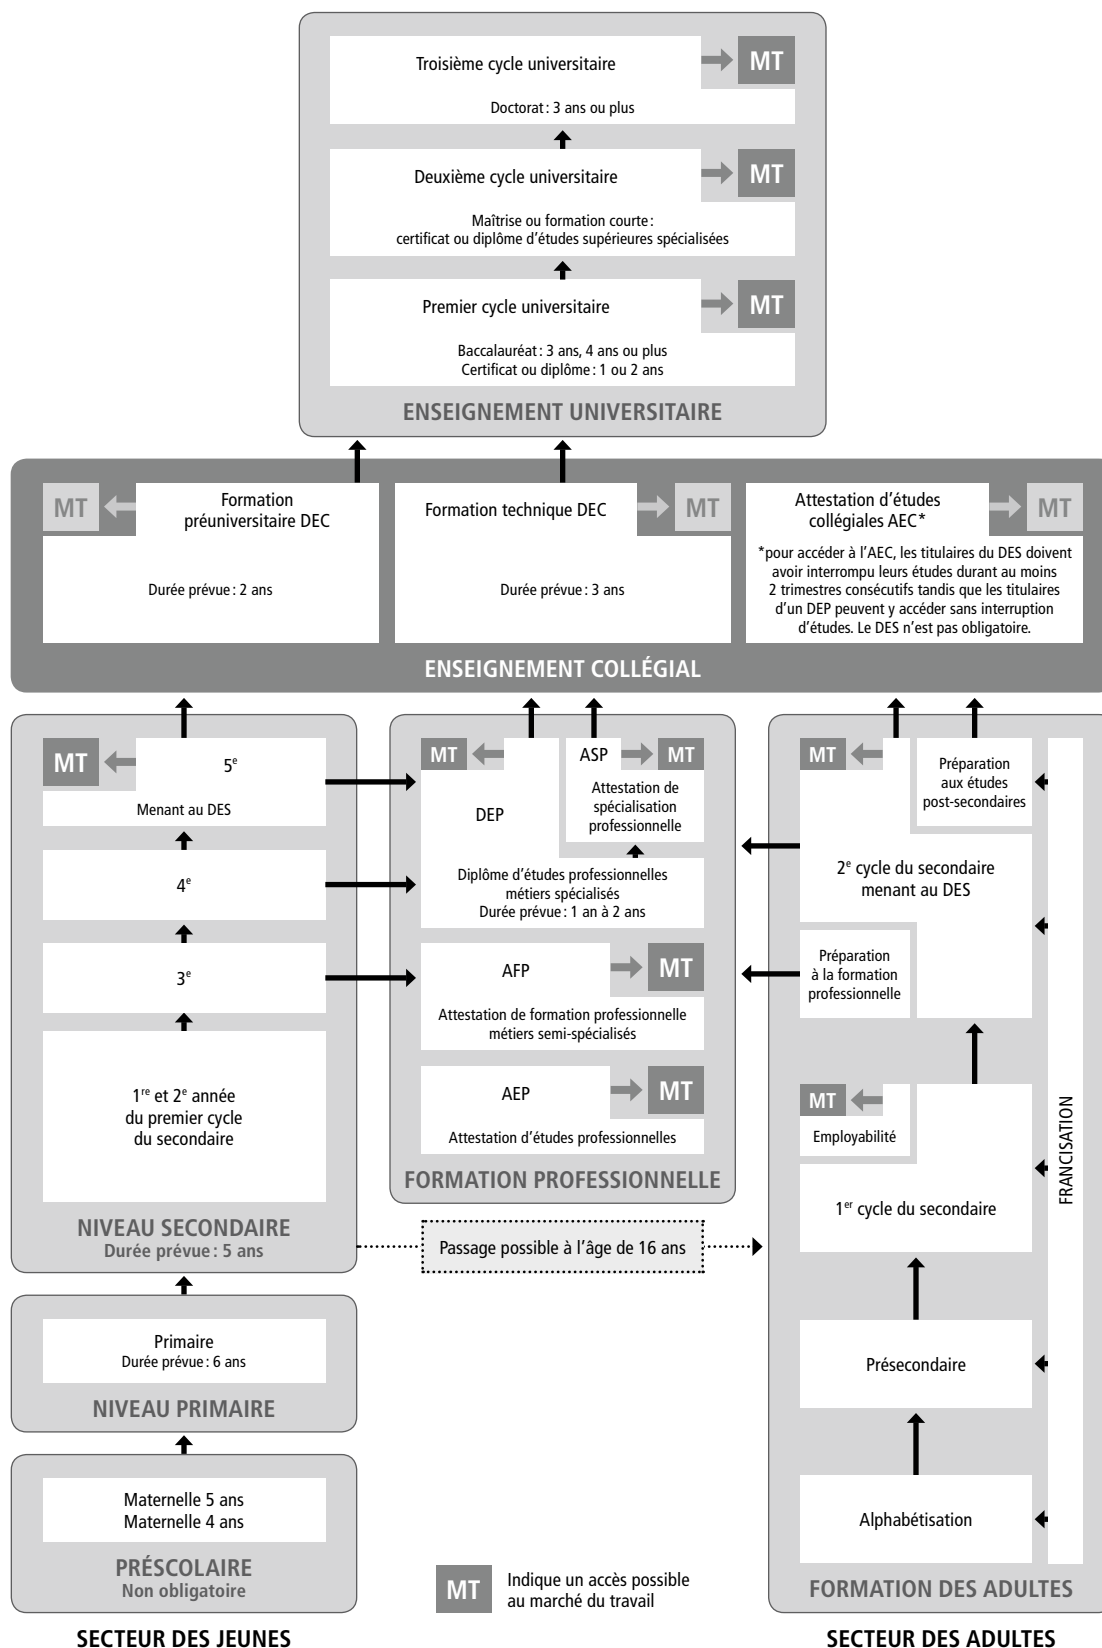 Troisième cycle universitaire
MT
Doctorat : 3 ans ou plus
Deuxième cycle universitaire
MT
Maîtrise ou formation courte :
certificat ou diplôme d'études supérieures spécialisées
Premier cycle universitaire
MT
Baccalauréat : 3 ans, 4 ans ou plus
Certificat ou diplôme : 1 ou 2 ans
ENSEIGNEMENT UNIVERSITAIRE
MT
Formation
préuniversitaire DEC
Durée prévue : 2 ans
Formation technique DEC
MT
Durée prévue : 3 ans
Attestation d'études
collégiales AEC*
MT
*pour accéder à l'AEC, les titulaires du DES doivent
avoir interrompu leurs études durant au moins
2 trimestres consécutifs tandis que les titulaires
d'un DEP peuvent y accéder sans interruption
d'études. Le DES n'est pas obligatoire.
ENSEIGNEMENT COLLÉGIAL
MT
5e
Menant au DES
4e
3e
1re et 2e année
du premier cycle
du secondaire
NIVEAU SECONDAIRE
Durée prévue : 5 ans
MT
DEP
ASP
MT
Attestation de
spécialisation
professionnelle
Diplôme d'études professionnelles
métiers spécialisés
Durée prévue : 1 an à 2 ans
AFP
MT
Attestation de formation professionnelle
métiers semi-spécialisés
AEP
MT
Attestation d'études professionnelles
FORMATION PROFESSIONNELLE
Passage possible à l'âge de 16 ans
MT
Préparation
aux études
post-secondaires
2e cycle du secondaire
menant au DES
Préparation
à la formation
professionnelle
MT
Employabilité
1er cycle du secondaire
Présecondaire
Alphabétisation
FRANCISATION
FORMATION DES ADULTES
Primaire
Durée prévue : 6 ans
NIVEAU PRIMAIRE
Maternelle 5 ans
Maternelle 4 ans
PRÉSCOLAIRE
Non obligatoire
MT
Indique un accès possible
au marché du travail
SECTEUR DES JEUNES
SECTEUR DES ADULTES